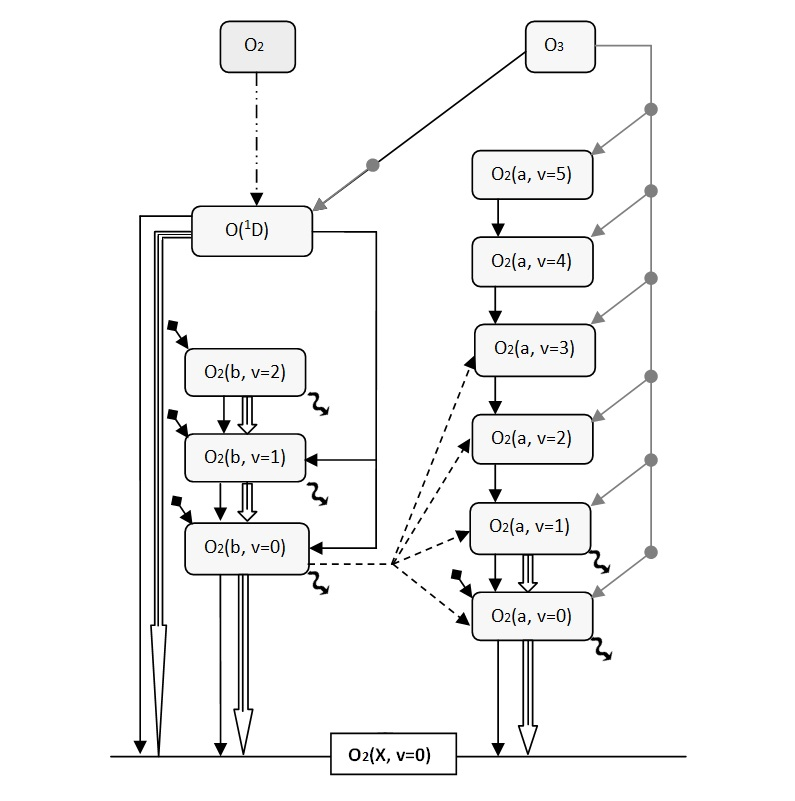 O2
O3
O2(a, v=5)
O(1D)
O2(a, v=4)
O2(a, v=3)
O2(b, v=2)
O2(a, v=2)
O2(b, v=1)
O2(a, v=1)
O2(b, v=0)
O2(a, v=0)
O2(X, v=0)